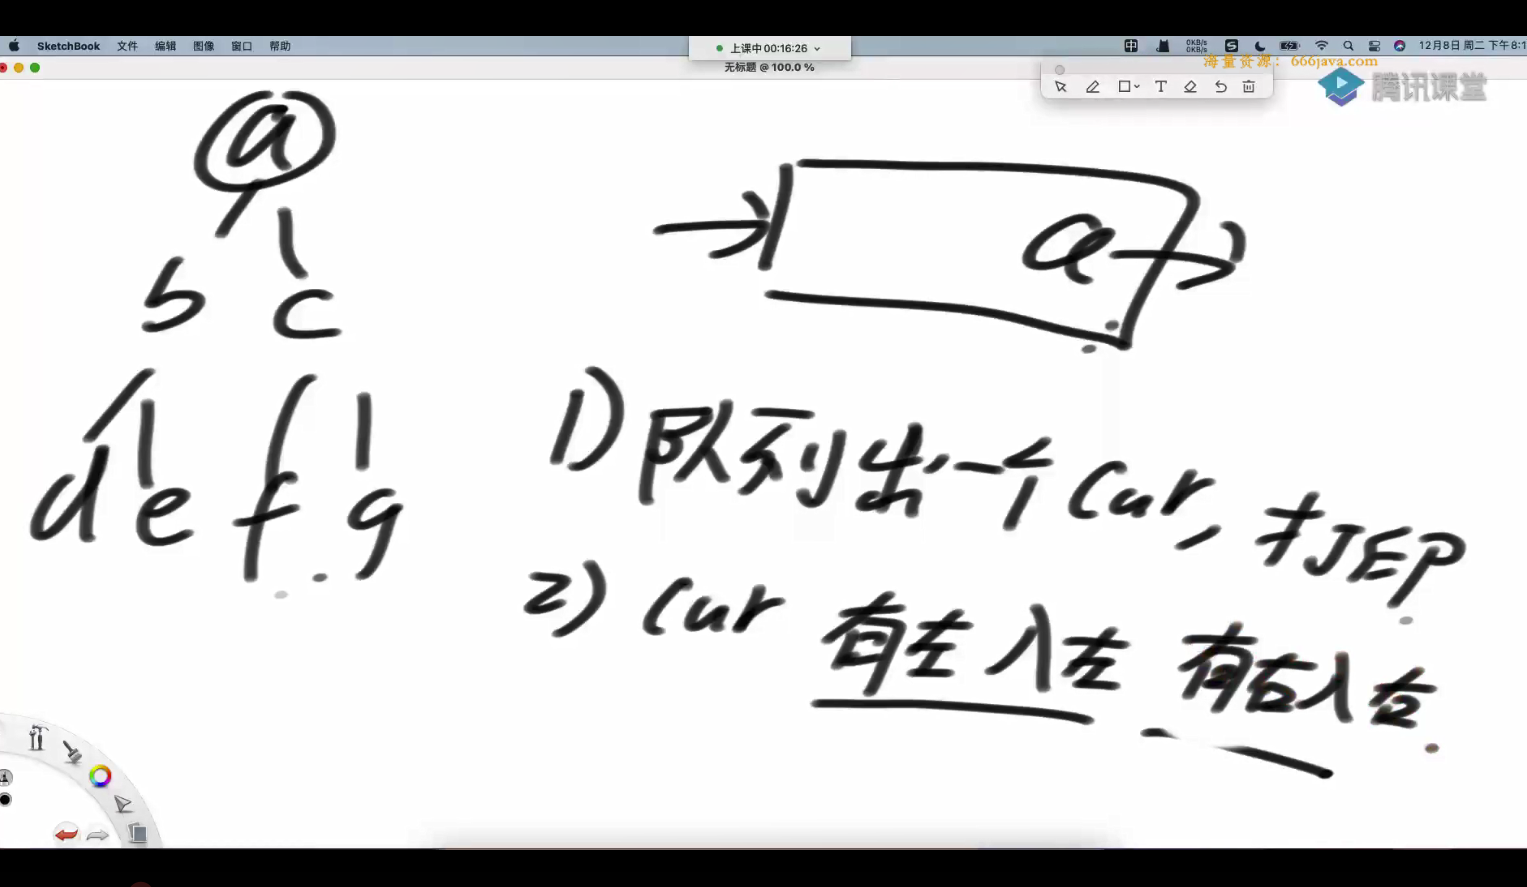 SketchBook 文件 编辑 图像 窗口 帮助
上课中 00:16:26
0KB/s
0KB/s
12月8日 周二 下午8:1
无标题 @ 100.0 %
海量资源：666java.com
腾讯课堂
a
b c
d e f g
a
1) 队列出一个 cur, 打印
2) cur 有左入左 有右入右